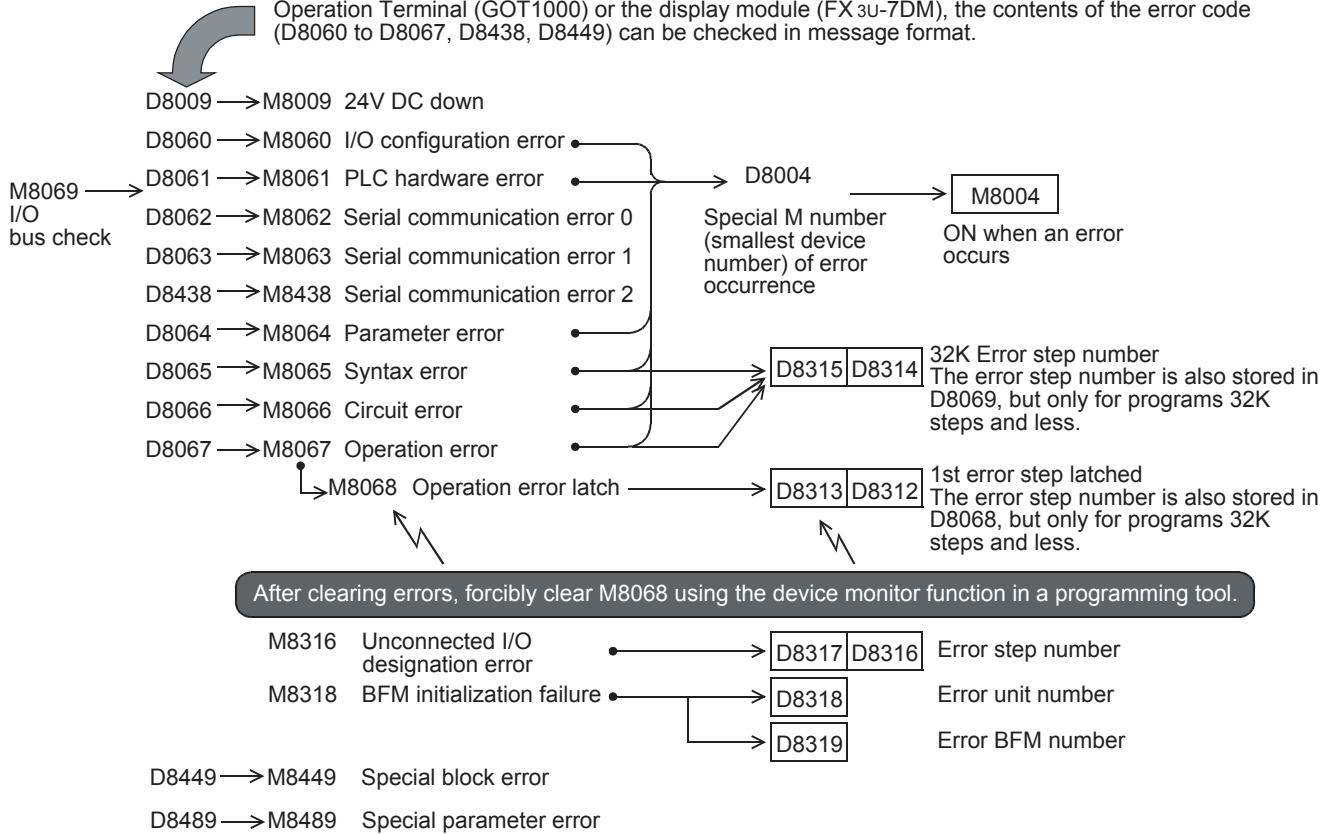 Operation Terminal (GOT1000) or the display module (FX3U-7DM), the contents of the error code
(D8060 to D8067, D8438, D8449) can be checked in message format.
D8009 M8009 24V DC down
D8060 M8060 I/O configuration error
M8069
I/O
bus check
D8061 M8061 PLC hardware error
D8062 M8062 Serial communication error 0
D8063 M8063 Serial communication error 1
D8438 M8438 Serial communication error 2
D8064 M8064 Parameter error
D8065 M8065 Syntax error
D8066 M8066 Circuit error
D8067 M8067 Operation error
M8068 Operation error latch
D8004
Special M number
(smallest device
number) of error
occurrence
M8004
ON when an error
occurs
D8315 D8314
32K Error step number
The error step number is also stored in
D8069, but only for programs 32K
steps and less.
D8313 D8312
1st error step latched
The error step number is also stored in
D8068, but only for programs 32K
steps and less.
After clearing errors, forcibly clear M8068 using the device monitor function in a programming tool.
M8316 Unconnected I/O
designation error
D8317 D8316 Error step number
M8318 BFM initialization failure
D8318 Error unit number
D8319 Error BFM number
D8449 M8449 Special block error
D8489 M8489 Special parameter error